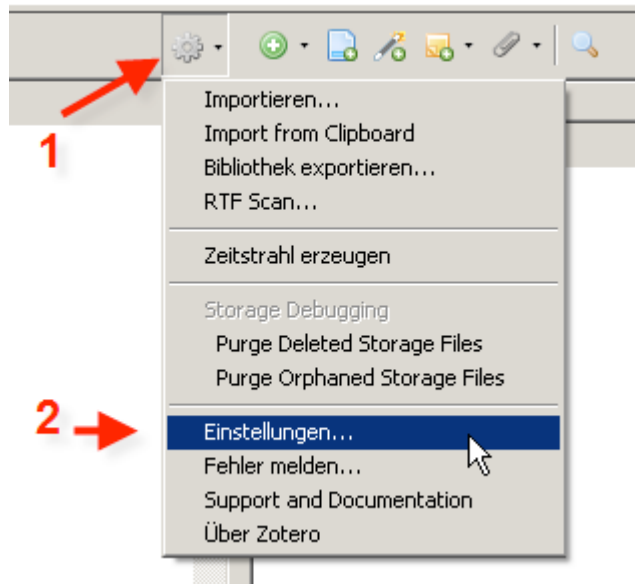 1
Importieren...
Import from Clipboard
Bibliothek exportieren...
RTF Scan...
Zeitstrahl erzeugen
Storage Debugging
Purge Deleted Storage Files
Purge Orphaned Storage Files
2
Einstellungen...
Fehler melden...
Support and Documentation
Über Zotero